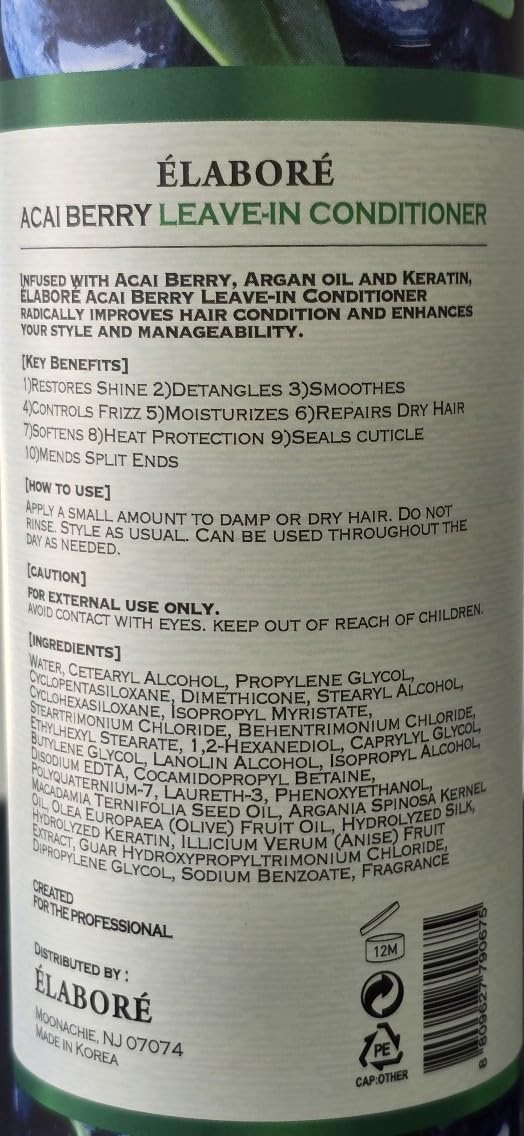 ÉLABORÉ
ACAI BERRY LEAVE-IN CONDITIONER
INFUSED WITH ACAI BERRY, ARGAN OIL AND KERATIN,
ÉLABORÉ ACAI BERRY LEAVE-IN CONDITIONER
RADICALLY IMPROVES HAIR CONDITION AND ENHANCES
YOUR STYLE AND MANAGEABILITY.
[KEY BENEFITS]
1)RESTORES SHINE 2)DETANGLES 3)SMOOTHES
4)CONTROLS FRIZZ 5)MOISTURIZES 6)REPAIRS DRY HAIR
7)SOFTENS 8)HEAT PROTECTION 9)SEALS CUTICLE
10)MENDS SPLIT ENDS
[HOW TO USE]
APPLY A SMALL AMOUNT TO DAMP OR DRY HAIR. DO NOT
RINSE. STYLE AS USUAL. CAN BE USED THROUGHOUT THE
DAY AS NEEDED.
[CAUTION]
FOR EXTERNAL USE ONLY.
AVOID CONTACT WITH EYES. KEEP OUT OF REACH OF CHILDREN.
[INGREDIENTS]
WATER, CETEARYL ALCOHOL, PROPYLENE GLYCOL,
CYCLOPENTASILOXANE, DIMETHICONE, STEARYL ALCOHOL,
CYCLOHEXASILOXANE, ISOPROPYL MYRISTATE,
STEARTRIMONIUM CHLORIDE, BEHENTRIMONIUM CHLORIDE,
ETHYLHEXYL STEARATE, 1,2-HEXANEDIOL, CAPRYLYL GLYCOL,
BUTYLENE GLYCOL, LANOLIN ALCOHOL, ISOPROPYL ALCOHOL,
DISODIUM EDTA, COCAMIDOPROPYL BETAINE,
POLYQUATERNIUM-7, LAURETH-3, PHENOXYETHANOL,
MACADAMIA TERNIFOLIA SEED OIL, ARGANIA SPINOSA KERNEL
OIL, OLEA EUROPAEA (OLIVE) FRUIT OIL, HYDROLYZED SILK,
HYDROLYZED KERATIN, ILLICIUM VERUM (ANISE) FRUIT
EXTRACT, GUAR HYDROXYPROPYLTRIMONIUM CHLORIDE,
DIPROPYLENE GLYCOL, SODIUM BENZOATE, FRAGRANCE
CREATED
FOR THE PROFESSIONAL
DISTRIBUTED BY :
ÉLABORÉ
MOONACHIE, NJ 07074
MADE IN KOREA
12M
PE
CAP:OTHER
8 809627 790675